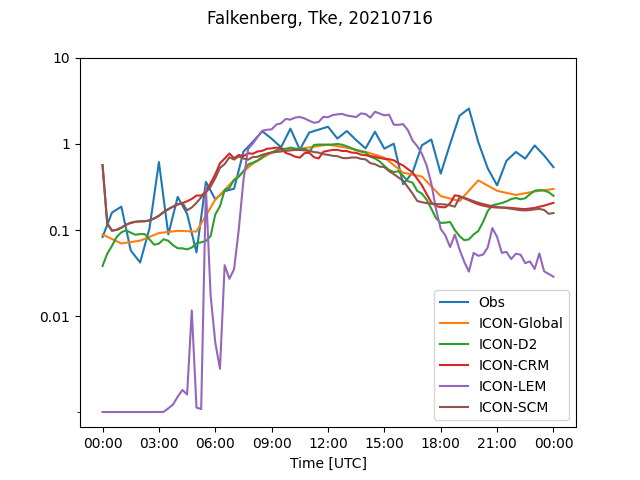 Falkenberg, Tke, 20210716
10
1
0.1
0.01
Obs
ICON-Global
ICON-D2
ICON-CRM
ICON-LEM
ICON-SCM
00:00 03:00 06:00 09:00 12:00 15:00 18:00 21:00 00:00
Time [UTC]